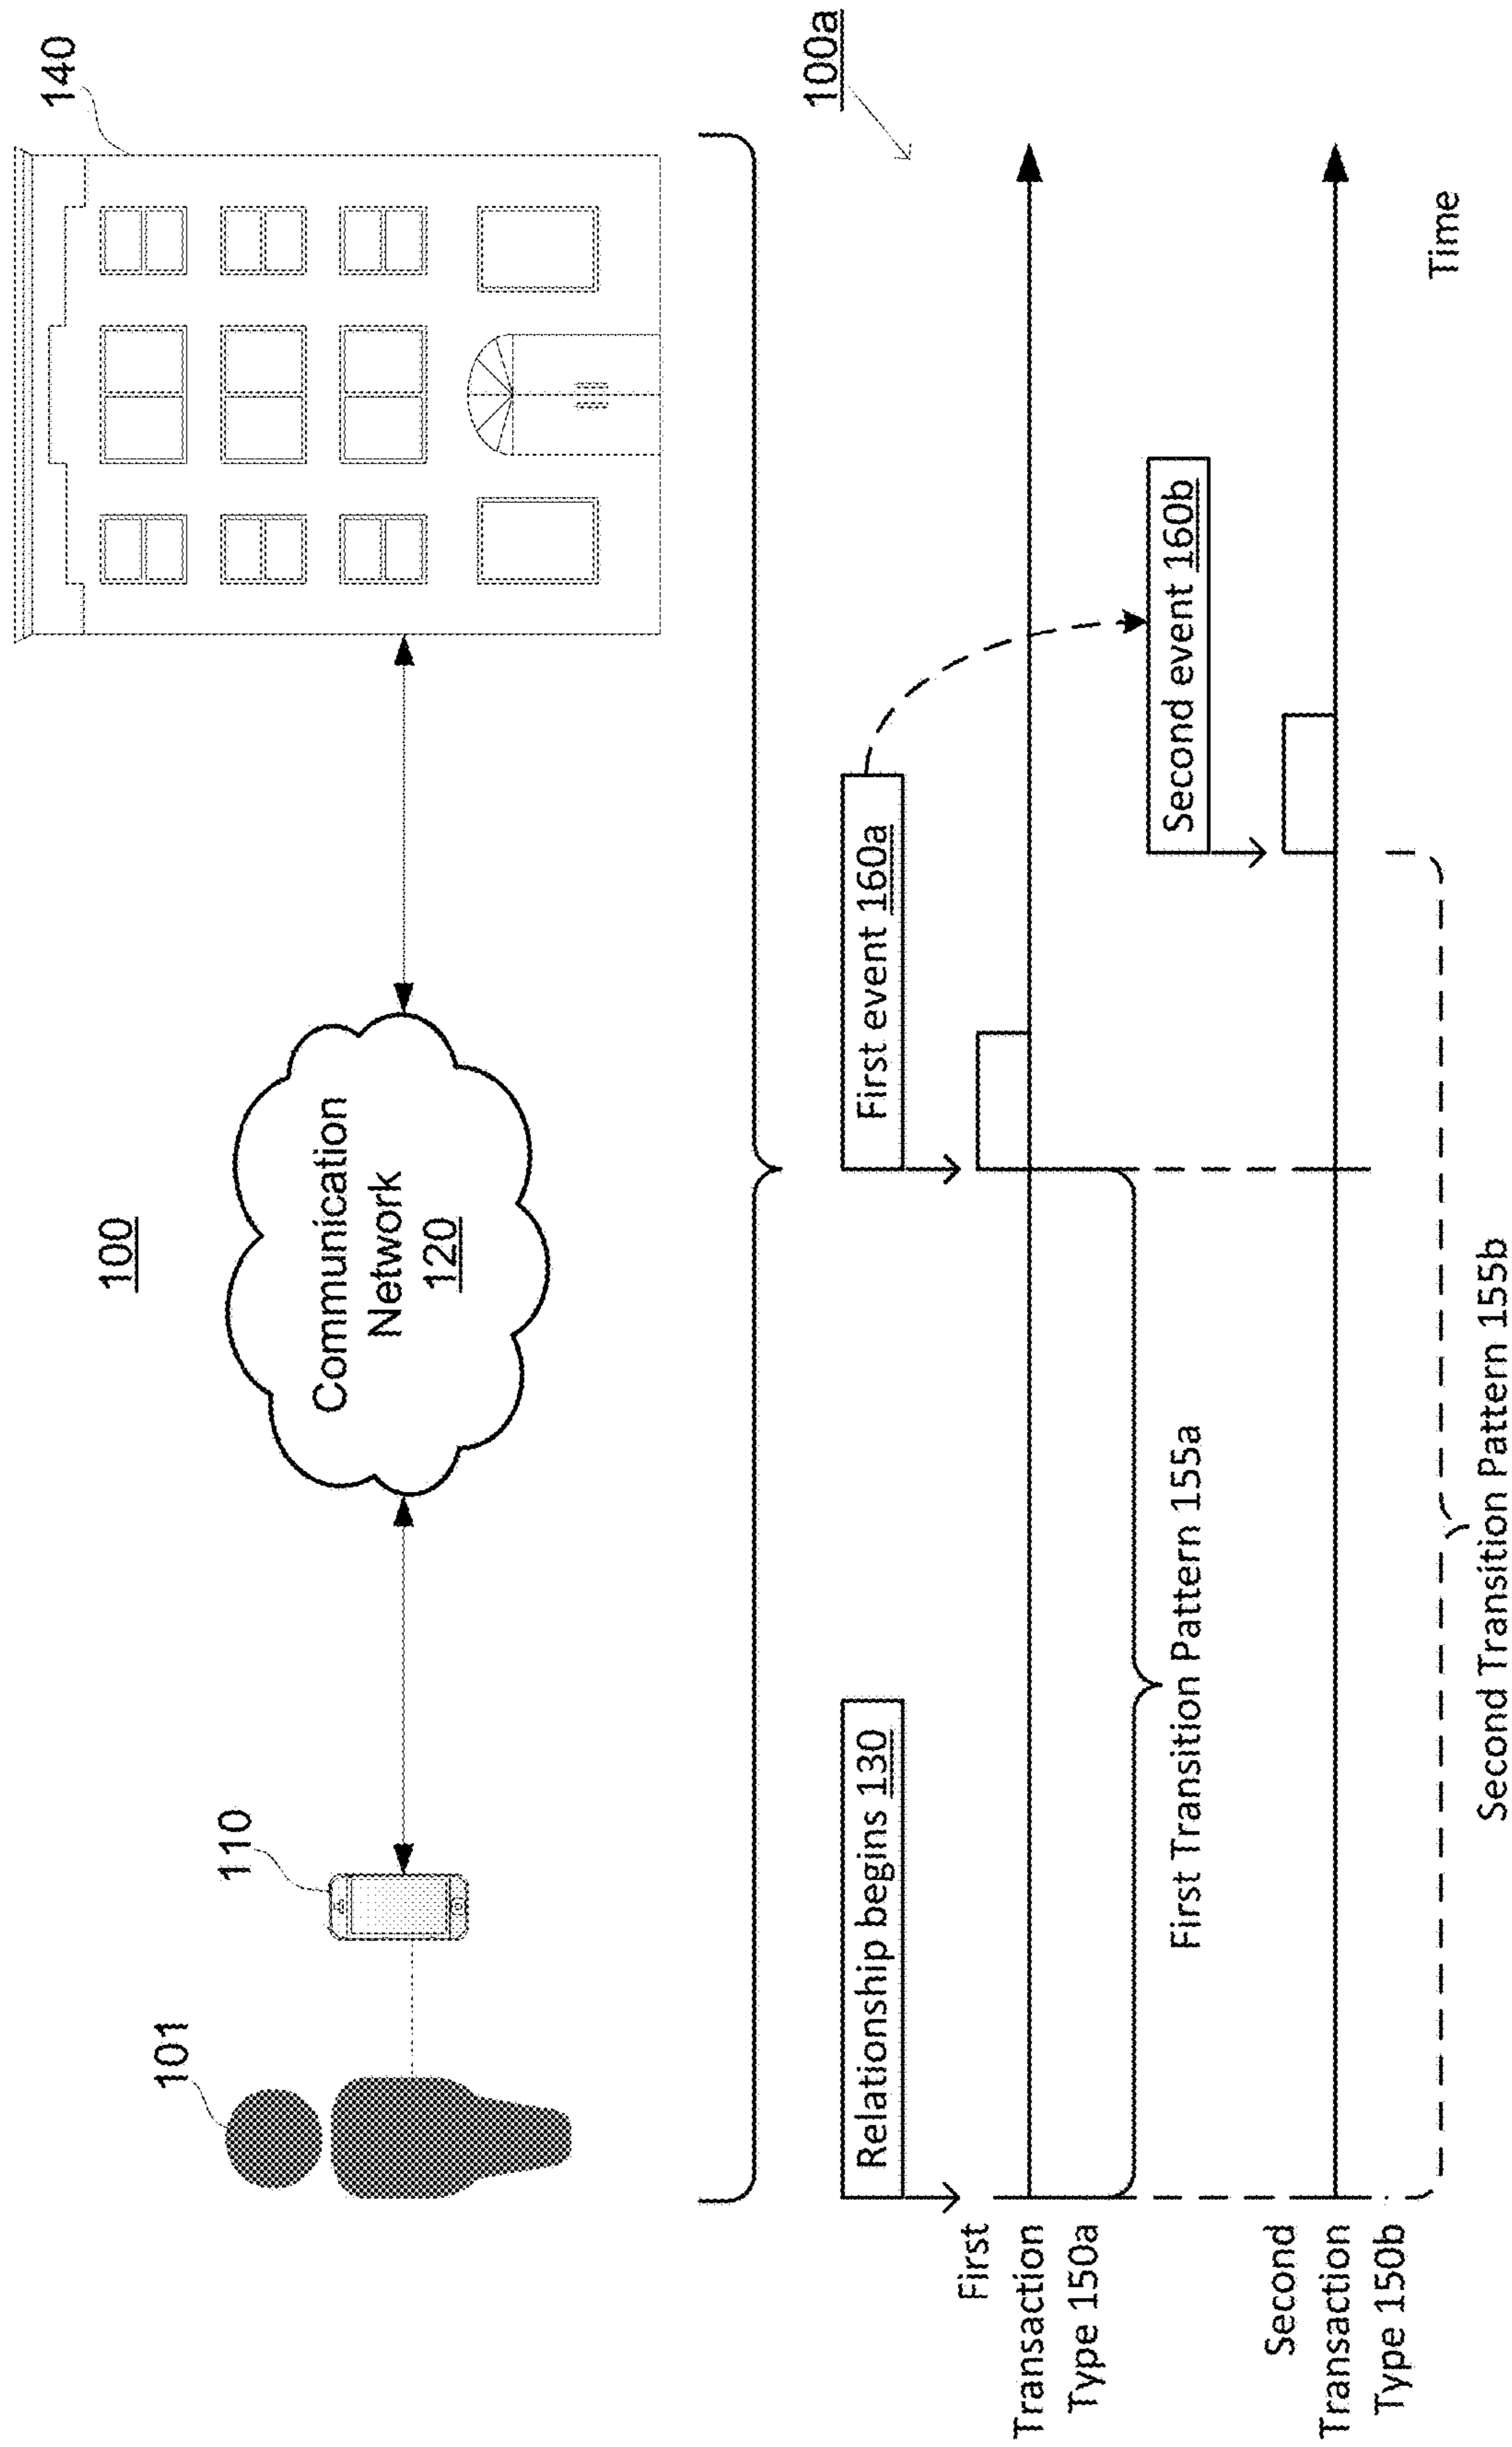 100
101
110
Communication
Network
120
140
100a
Relationship begins 130
First event 160a
First
Transaction
Type 150a
First Transition Pattern 155a
Second event 160b
Second
Transaction
Type 150b
Time
Second Transition Pattern 155b